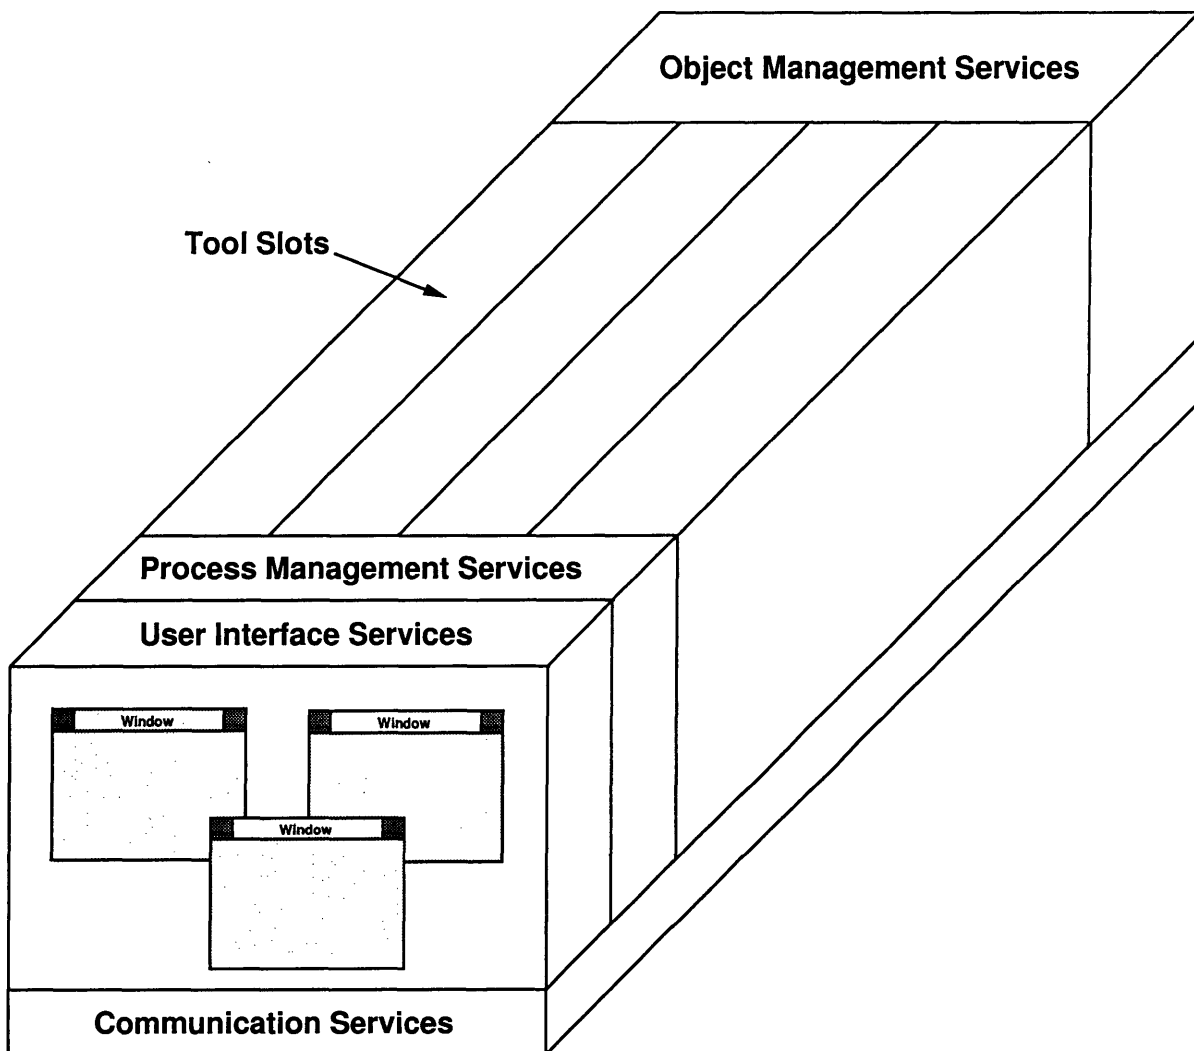 Object Management Services
Tool Slots
Process Management Services
User Interface Services
Window
Window
Window
Communication Services